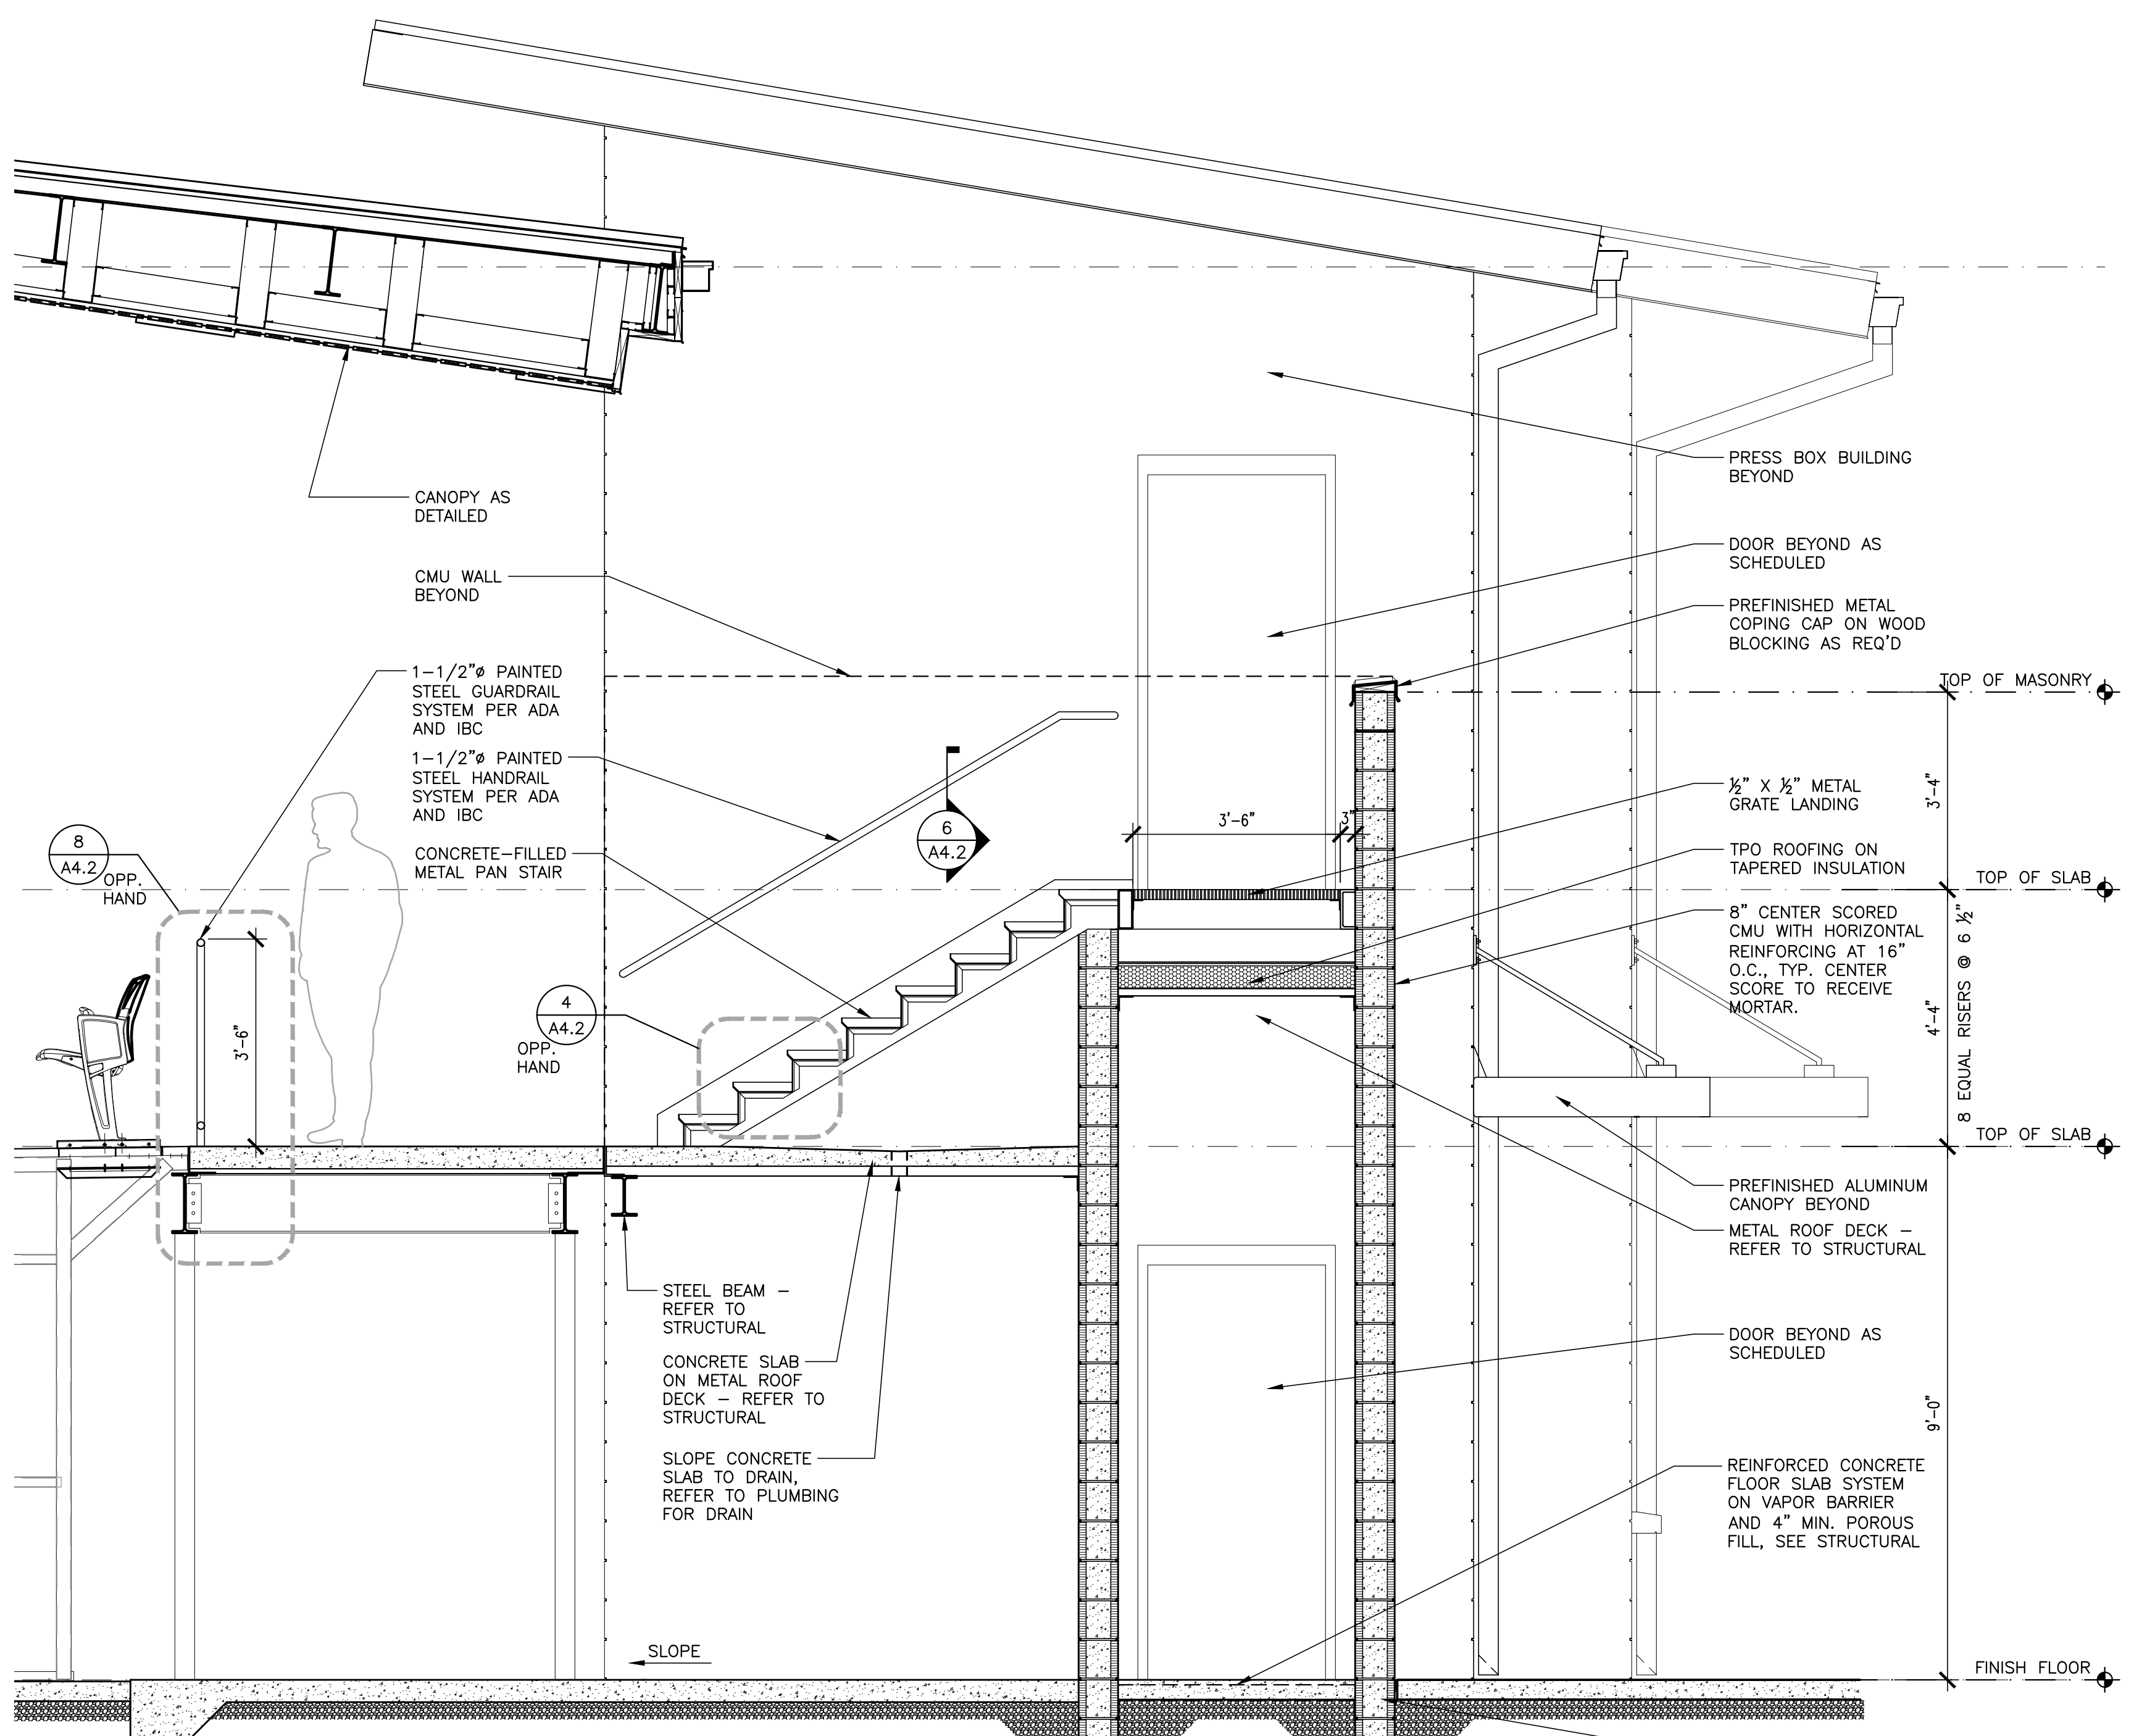 CANOPY AS
DETAILED
CMU WALL
BEYOND
1-1/2"ø PAINTED
STEEL GUARDRAIL
SYSTEM PER ADA
AND IBC
1-1/2"ø PAINTED
STEEL HANDRAIL
SYSTEM PER ADA
AND IBC
CONCRETE-FILLED
METAL PAN STAIR
8
A4.2
OPP.
HAND
3'-6"
4
A4.2
OPP.
HAND
6
A4.2
3'-6"
3"
STEEL BEAM -
REFER TO
STRUCTURAL
CONCRETE SLAB
ON METAL ROOF
DECK - REFER TO
STRUCTURAL
SLOPE CONCRETE
SLAB TO DRAIN,
REFER TO PLUMBING
FOR DRAIN
SLOPE
PRESS BOX BUILDING
BEYOND
DOOR BEYOND AS
SCHEDULED
PREFINISHED METAL
COPING CAP ON WOOD
BLOCKING AS REQ'D
½" X ½" METAL
GRATE LANDING
TPO ROOFING ON
TAPERED INSULATION
8" CENTER SCORED
CMU WITH HORIZONTAL
REINFORCING AT 16"
O.C., TYP. CENTER
SCORE TO RECEIVE
MORTAR.
PREFINISHED ALUMINUM
CANOPY BEYOND
METAL ROOF DECK -
REFER TO STRUCTURAL
DOOR BEYOND AS
SCHEDULED
REINFORCED CONCRETE
FLOOR SLAB SYSTEM
ON VAPOR BARRIER
AND 4" MIN. POROUS
FILL, SEE STRUCTURAL
TOP OF MASONRY
3'-4"
TOP OF SLAB
4'-4"
8 EQUAL RISERS @ 6 ½"
TOP OF SLAB
9'-0"
FINISH FLOOR